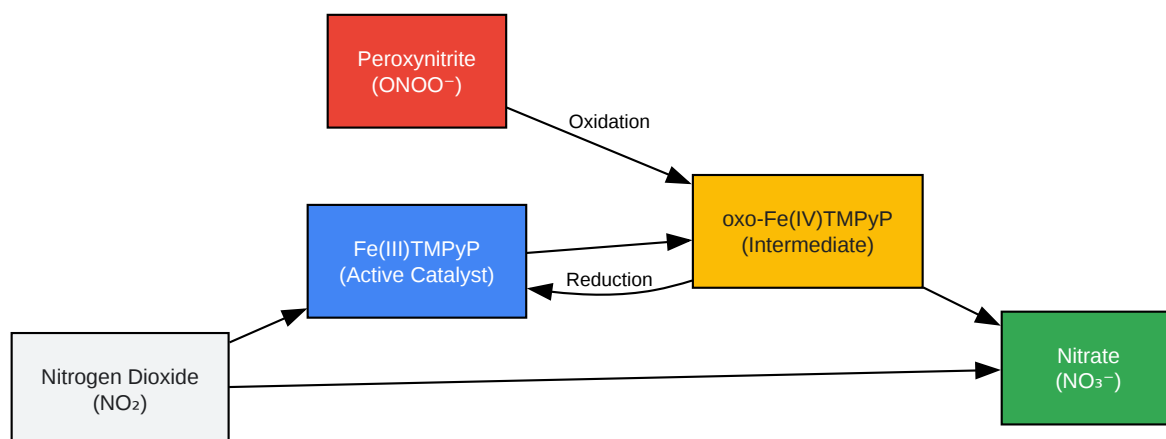 Peroxynitrite
(ONOO⁻)
Oxidation
oxo-Fe(IV)TMPyP
(Intermediate)
Fe(III)TMPyP
(Active Catalyst)
Reduction
Nitrogen Dioxide
(NO₂)
Nitrate
(NO₃⁻)